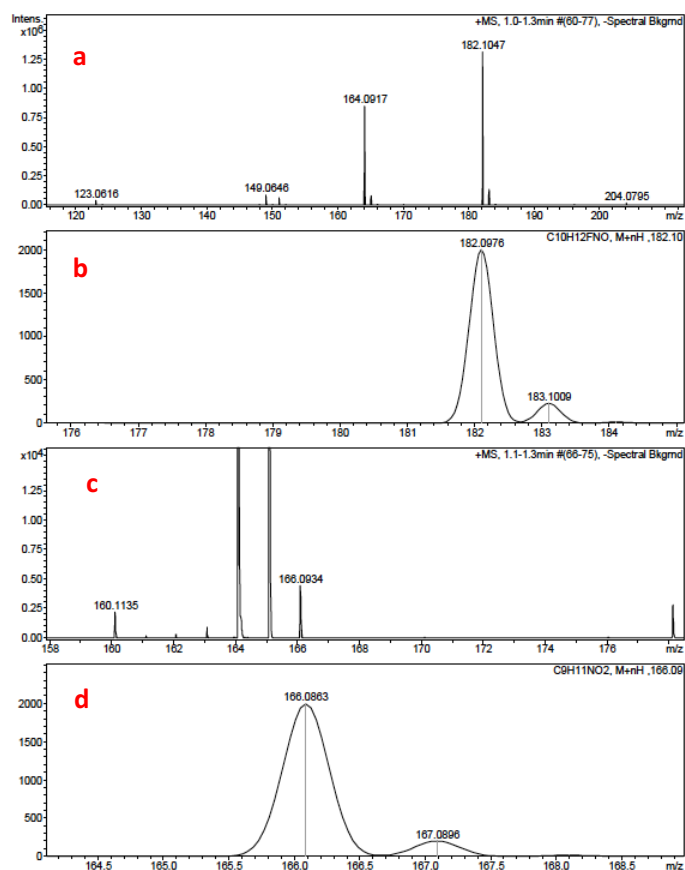 Intens.
x10⁶
+MS, 1.0-1.3min #(60-77), -Spectral Bkgrnd
a
182.1047
1.25
1.00
164.0917
0.75
0.50
0.25
123.0616
149.0646
204.0795
0.00
120 130 140 150 160 170 180 190 200 m/z
2000
C10H12FNO, M+nH ,182.10
b
182.0976
1500
1000
500
183.1009
0
176 177 178 179 180 181 182 183 184 m/z
x10⁴
+MS, 1.1-1.3min #(66-75), -Spectral Bkgrnd
c
1.25
1.00
0.75
0.50
166.0934
0.25
160.1135
0.00
158 160 162 164 166 168 170 172 174 176 m/z
C9H11NO2, M+nH ,166.09
d
166.0863
2000
1500
1000
500
167.0896
0
164.5 165.0 165.5 166.0 166.5 167.0 167.5 168.0 168.5 m/z